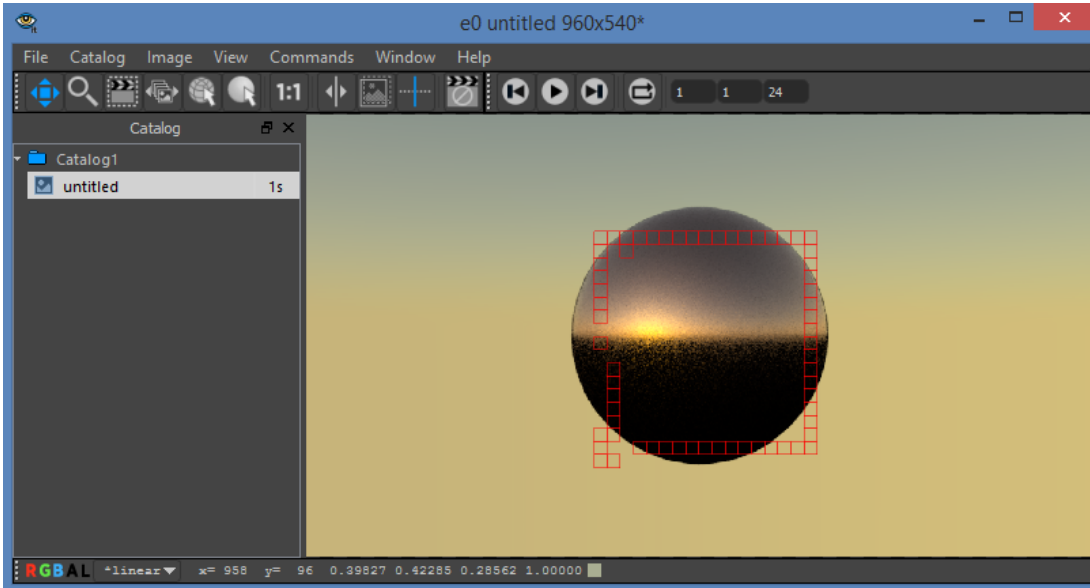 it
e0 untitled 960x540*
File Catalog Image View Commands Window Help
1:1 1 1 24
Catalog
Catalog1
untitled 1s
RGBAL ^linear x= 958 y= 96 0.39827 0.42285 0.28562 1.00000